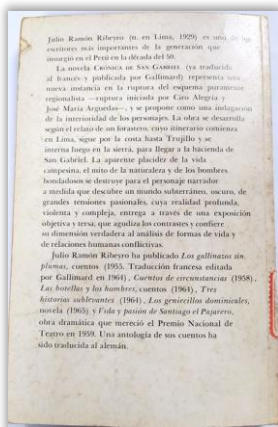 Julio Ramón Ribeyro (n. en Lima, 1929) es uno de los
escritores más importantes de la generación que
insurgió en el Perú en la década del 50.
La novela CRÓNICA DE SAN GABRIEL (ya traducida
al francés y publicada por Gallimard) representa una
nueva instancia en la ruptura del esquema puramente
regionalista —ruptura iniciada por Ciro Alegría y
José María Arguedas—, y se propone como una indagación
de la interioridad de los personajes. La obra se desarrolla
según el relato de un forastero, cuyo itinerario comienza
en Lima, sigue por la costa hasta Trujillo y se
interna luego en la sierra, para llegar a la hacienda de
San Gabriel. La aparente placidez de la vida
campesina, el mito de la naturaleza y de los hombres
bondadosos se destruye para el personaje narrador
a medida que descubre un mundo subterráneo, oscuro, de
grandes tensiones pasionales, cuya realidad profunda,
violenta y compleja, entrega a través de una exposición
objetiva y tersa, que agudiza los contrastes y confiere
su dimensión verdadera al análisis de formas de vida y
de relaciones humanas conflictivas.
Julio Ramón Ribeyro ha publicado Los gallinazos sin
plumas, cuentos (1955. Traducción francesa editada
por Gallimard en 1964), Cuentos de circunstancias (1958),
Las botellas y los hombres, cuentos (1964), Tres
historias sublevantes (1964), Los geniecillos dominicales,
novela (1965) y Vida y pasión de Santiago el Pajarero,
obra dramática que mereció el Premio Nacional de
Teatro en 1959. Una antología de sus cuentos ha
sido traducida al alemán.